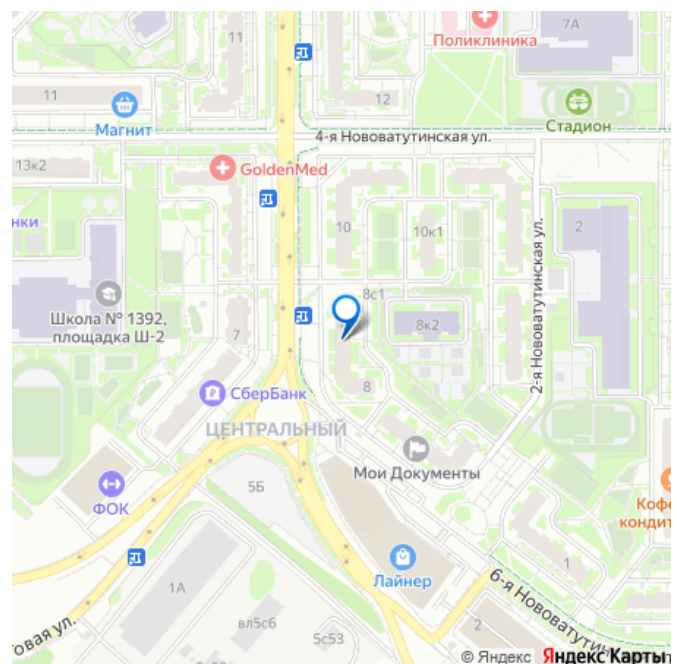 11
7А
Поликлиника
11
12
Магнит
Стадион
4-я Нововатутинская ул.
13к2
GoldenMed
нки
10
10к1
2
2-я Нововатутинская ул.
8с1
Школа № 1392,
площадка Ш-2
7
8к2
8
СберБанк
ЦЕНТРАЛЬНЫЙ
Мои Документы
5Б
ФОК
Кофе
кондит
Лайнер
1
6-я Нововатутинская
1А
вл5с6
5с53
2
товая ул.
© Яндекс Яндекс Карты